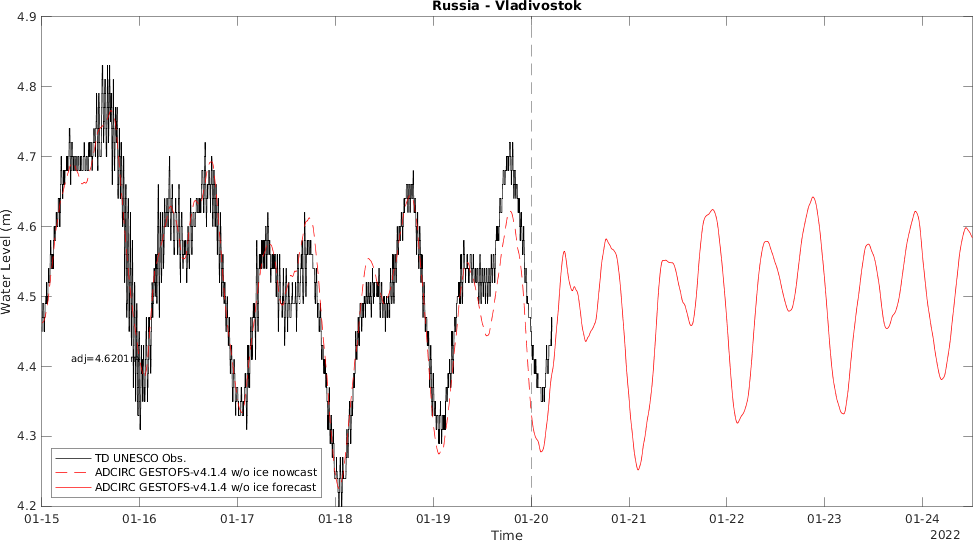 Russia - Vladivostok
4.9
4.8
4.7
4.6
4.5
4.4
4.3
4.2
Water Level (m)
adj=4.6201m
TD UNESCO Obs.
ADCIRC GESTOFS-v4.1.4 w/o ice nowcast
ADCIRC GESTOFS-v4.1.4 w/o ice forecast
01-15 01-16 01-17 01-18 01-19 01-20 01-21 01-22 01-23 01-24
Time
2022